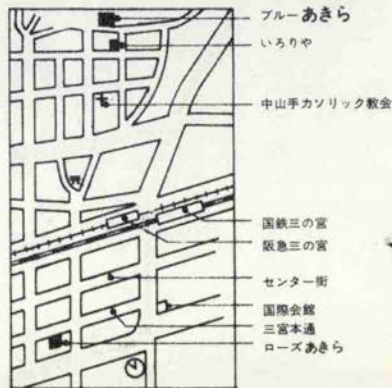 ブルーあきら
いろりや
中山手カソリック教会
国鉄三の宮
阪急三の宮
センター街
国際会館
三宮本通
ローズあきら